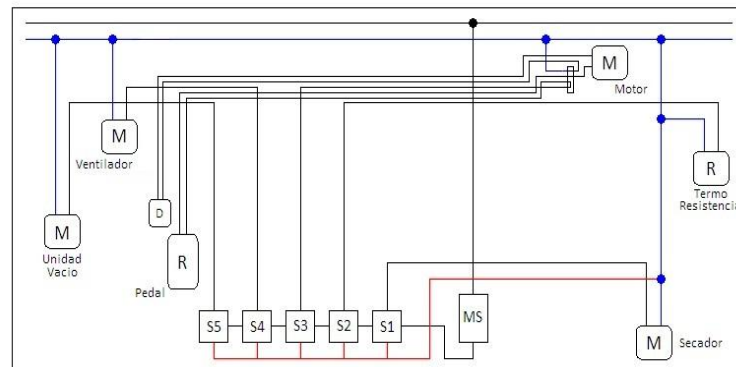 M
Motor
M
Ventilador
R
Termo
Resistencia
D
M
Unidad
Vacio
R
Pedal
S5
S4
S3
S2
S1
MS
M
Secador